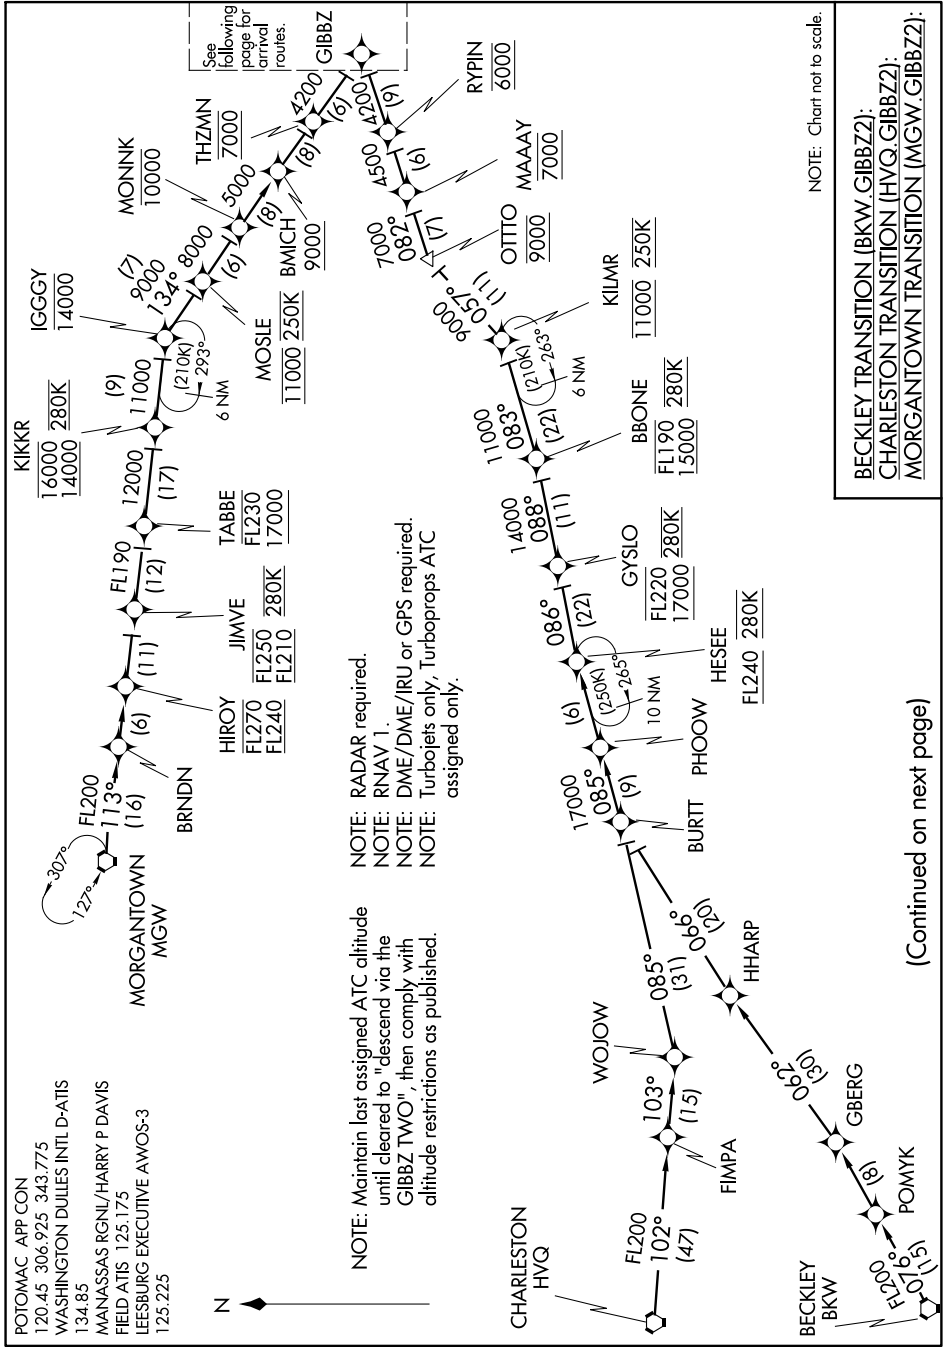 POTOMAC APP CON
120.45 306.925 343.775
WASHINGTON DULLES INTL D-ATIS
134.85
MANASSAS RGNL/HARRY P DAVIS
FIELD ATIS 125.175
LEESBURG EXECUTIVE AWOS-3
125.225
N
307°
127°
MORGANTOWN
MGW
FL200
113°
(16)
BRNDN
(6)
HIROY
FL270
FL240
(11)
JIMVE
FL250 280K
FL210
FL190
(12)
TABBE
FL230
17000
12000
(17)
KIKKR
16000 280K
14000
(9)
11000
(210K)
293°
6 NM
IGGGY
14000
(7)
9000
134°
MOSLE
11000 250K
8000
(6)
MONNK
10000
5000
(8)
BMICH
9000
(8)
THZMN
7000
4200
(6)
GIBBZ
See
following
page for
arrival
routes.
NOTE: Maintain last assigned ATC altitude
until cleared to "descend via the
GIBBZ TWO", then comply with
altitude restrictions as published.
NOTE: RADAR required.
NOTE: RNAV 1.
NOTE: DME/DME/IRU or GPS required.
NOTE: Turbojets only, Turboprops ATC
assigned only.
CHARLESTON
HVQ
FL200
102°
(47)
FIMPA
103°
(15)
WOJOW
085°
(31)
BECKLEY
BKW
FL200
076°
(15)
POMYK
(8)
GBERG
062°
(30)
HHARP
066°
(20)
BURTT
17000
085°
(9)
PHOOW
(6)
(250K)
265°
10 NM
HESEE
FL240 280K
086°
(22)
GYSLO
FL220 280K
17000
14000
088°
(11)
BBONE
FL190 280K
15000
11000
083°
(22)
(210K)
263°
6 NM
KILMR
11000 250K
9000
057°
(11)
OTTTO
9000
7000
082°
(7)
MAAAY
7000
4500
(6)
RYPIN
6000
4200
(9)
NOTE: Chart not to scale.
(Continued on next page)
BECKLEY TRANSITION (BKW.GIBBZ2):
CHARLESTON TRANSITION (HVQ.GIBBZ2):
MORGANTOWN TRANSITION (MGW.GIBBZ2):